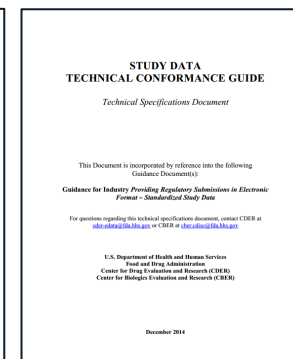 STUDY DATA
TECHNICAL CONFORMANCE GUIDE
Technical Specifications Document
This Document is incorporated by reference into the following
Guidance Document(s):
Guidance for Industry Providing Regulatory Submissions in Electronic
Format – Standardized Study Data
For questions regarding this technical specifications document, contact CDER at
cder-edata@fda.hhs.gov or CBER at cber.cdisc@fda.hhs.gov
U.S. Department of Health and Human Services
Food and Drug Administration
Center for Drug Evaluation and Research (CDER)
Center for Biologics Evaluation and Research (CBER)
December 2014